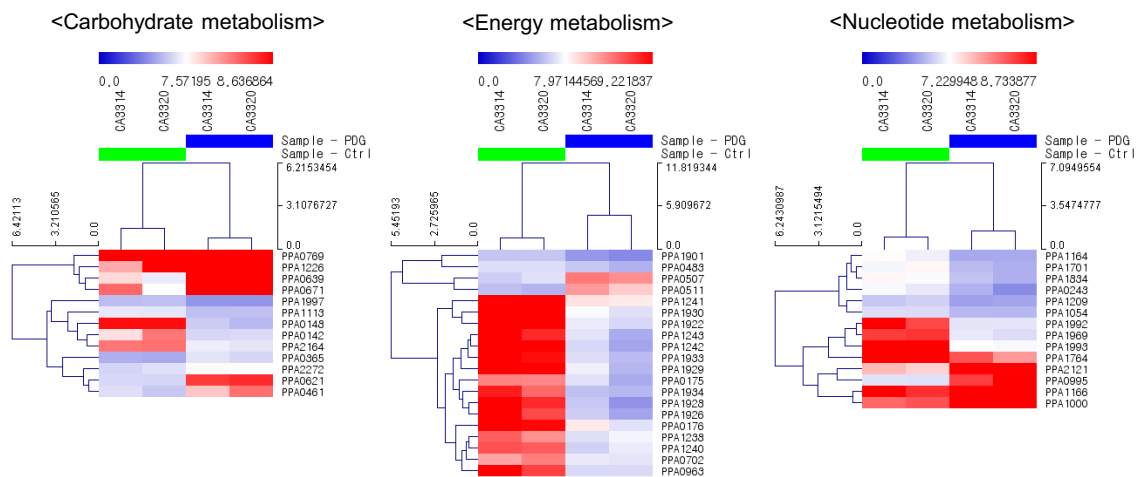 <Carbohydrate metabolism>
0.0 7.57195 8.636864
CA3314 CA3320 CA3314 CA3320
Sample - PDG
Sample - Ctrl
6.2153454
3.1076727
0.0
6.42113 3.210565 0.0
PPA0769
PPA1226
PPA0639
PPA0671
PPA1997
PPA1113
PPA0148
PPA0142
PPA2164
PPA0365
PPA2272
PPA0621
PPA0461
<Energy metabolism>
0.0 7.97144569.221837
CA3314 CA3320 CA3314 CA3320
Sample - PDG
Sample - Ctrl
11.819344
5.909672
0.0
5.45193 2.725965 0.0
PPA1901
PPA0483
PPA0507
PPA0511
PPA1241
PPA1930
PPA1922
PPA1243
PPA1242
PPA1933
PPA1929
PPA0175
PPA1934
PPA1928
PPA1926
PPA0176
PPA1238
PPA1240
PPA0702
PPA0963
<Nucleotide metabolism>
0.0 7.229948 8.733877
CA3314 CA3320 CA3314 CA3320
Sample - PDG
Sample - Ctrl
7.0949554
3.5474777
0.0
6.2430987 3.1215494 0.0
PPA1164
PPA1701
PPA1834
PPA0243
PPA1209
PPA1054
PPA1992
PPA1969
PPA1993
PPA1764
PPA2121
PPA0995
PPA1166
PPA1000